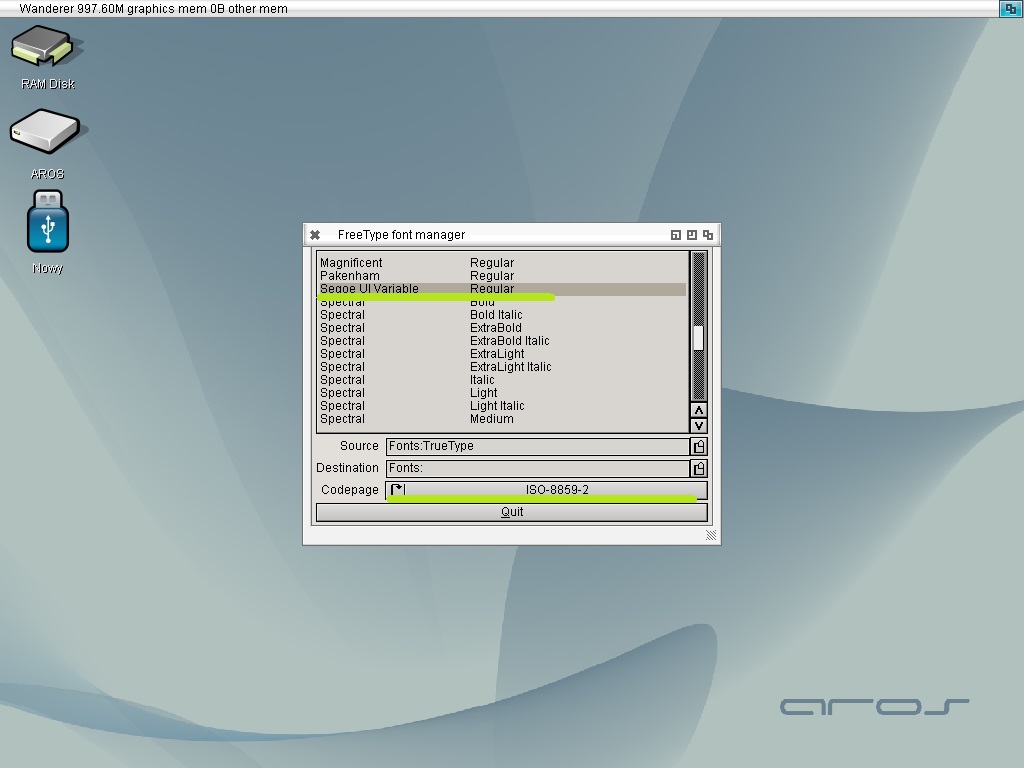 Wanderer 997.60M graphics mem 0B other mem
RAM Disk
AROS
Nowy
FreeType font manager
Magnificent Regular
Pakenham Regular
Segoe UI Variable Regular
Spectral Bold
Spectral Bold Italic
Spectral ExtraBold
Spectral ExtraBold Italic
Spectral ExtraLight
Spectral ExtraLight Italic
Spectral Italic
Spectral Light
Spectral Light Italic
Spectral Medium
Source Fonts:TrueType
Destination Fonts:
Codepage ISO-8859-2
Quit
aros